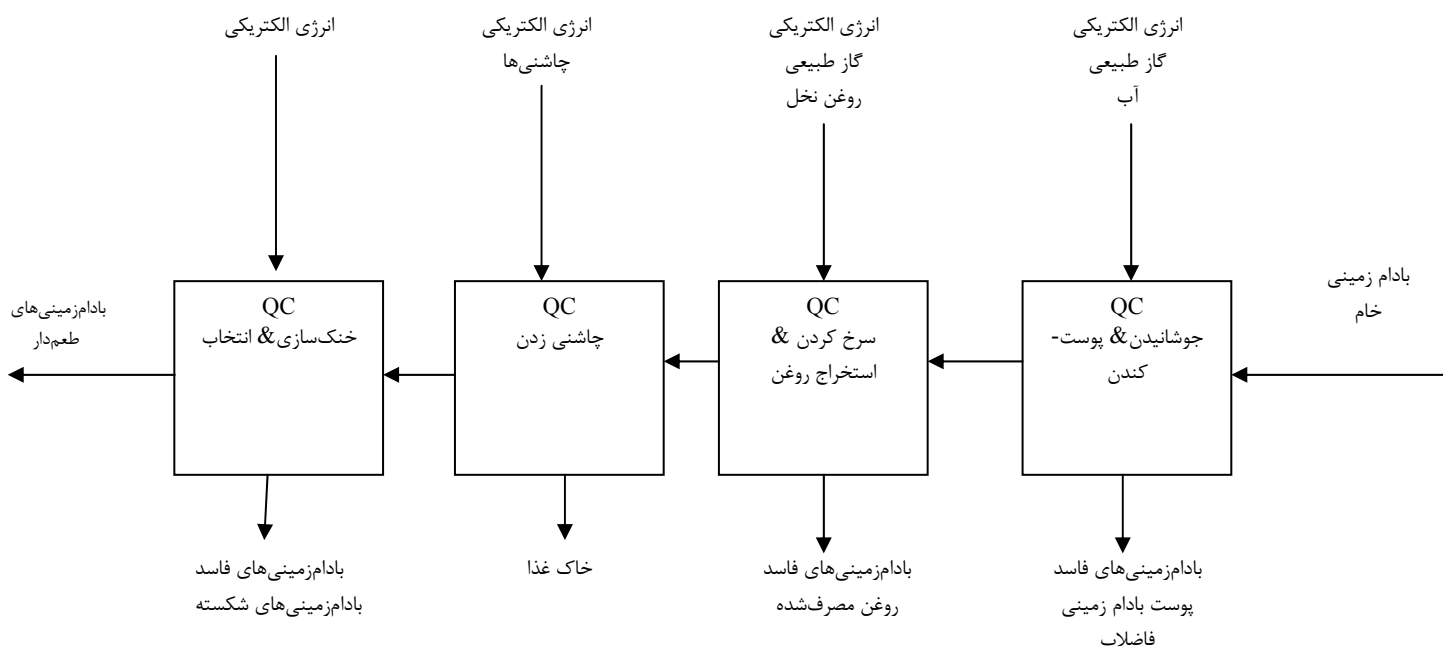 انرژی الکتریکی
گاز طبیعی
آب
انرژی الکتریکی
گاز طبیعی
روغن نخل
انرژی الکتریکی
چاشنی‌ها
انرژی الکتریکی
بادام زمینی
خام
QC
جوشانیدن& پوست-
کندن
QC
سرخ کردن &
استخراج روغن
QC
چاشنی زدن
QC
خنک‌سازی& انتخاب
بادام‌زمینی‌های
طعم‌دار
بادام‌زمینی‌های فاسد
پوست بادام زمینی
فاضلاب
بادام‌زمینی‌های فاسد
روغن مصرف‌شده
خاک غذا
بادام‌زمینی‌های فاسد
بادام‌زمینی‌های شکسته